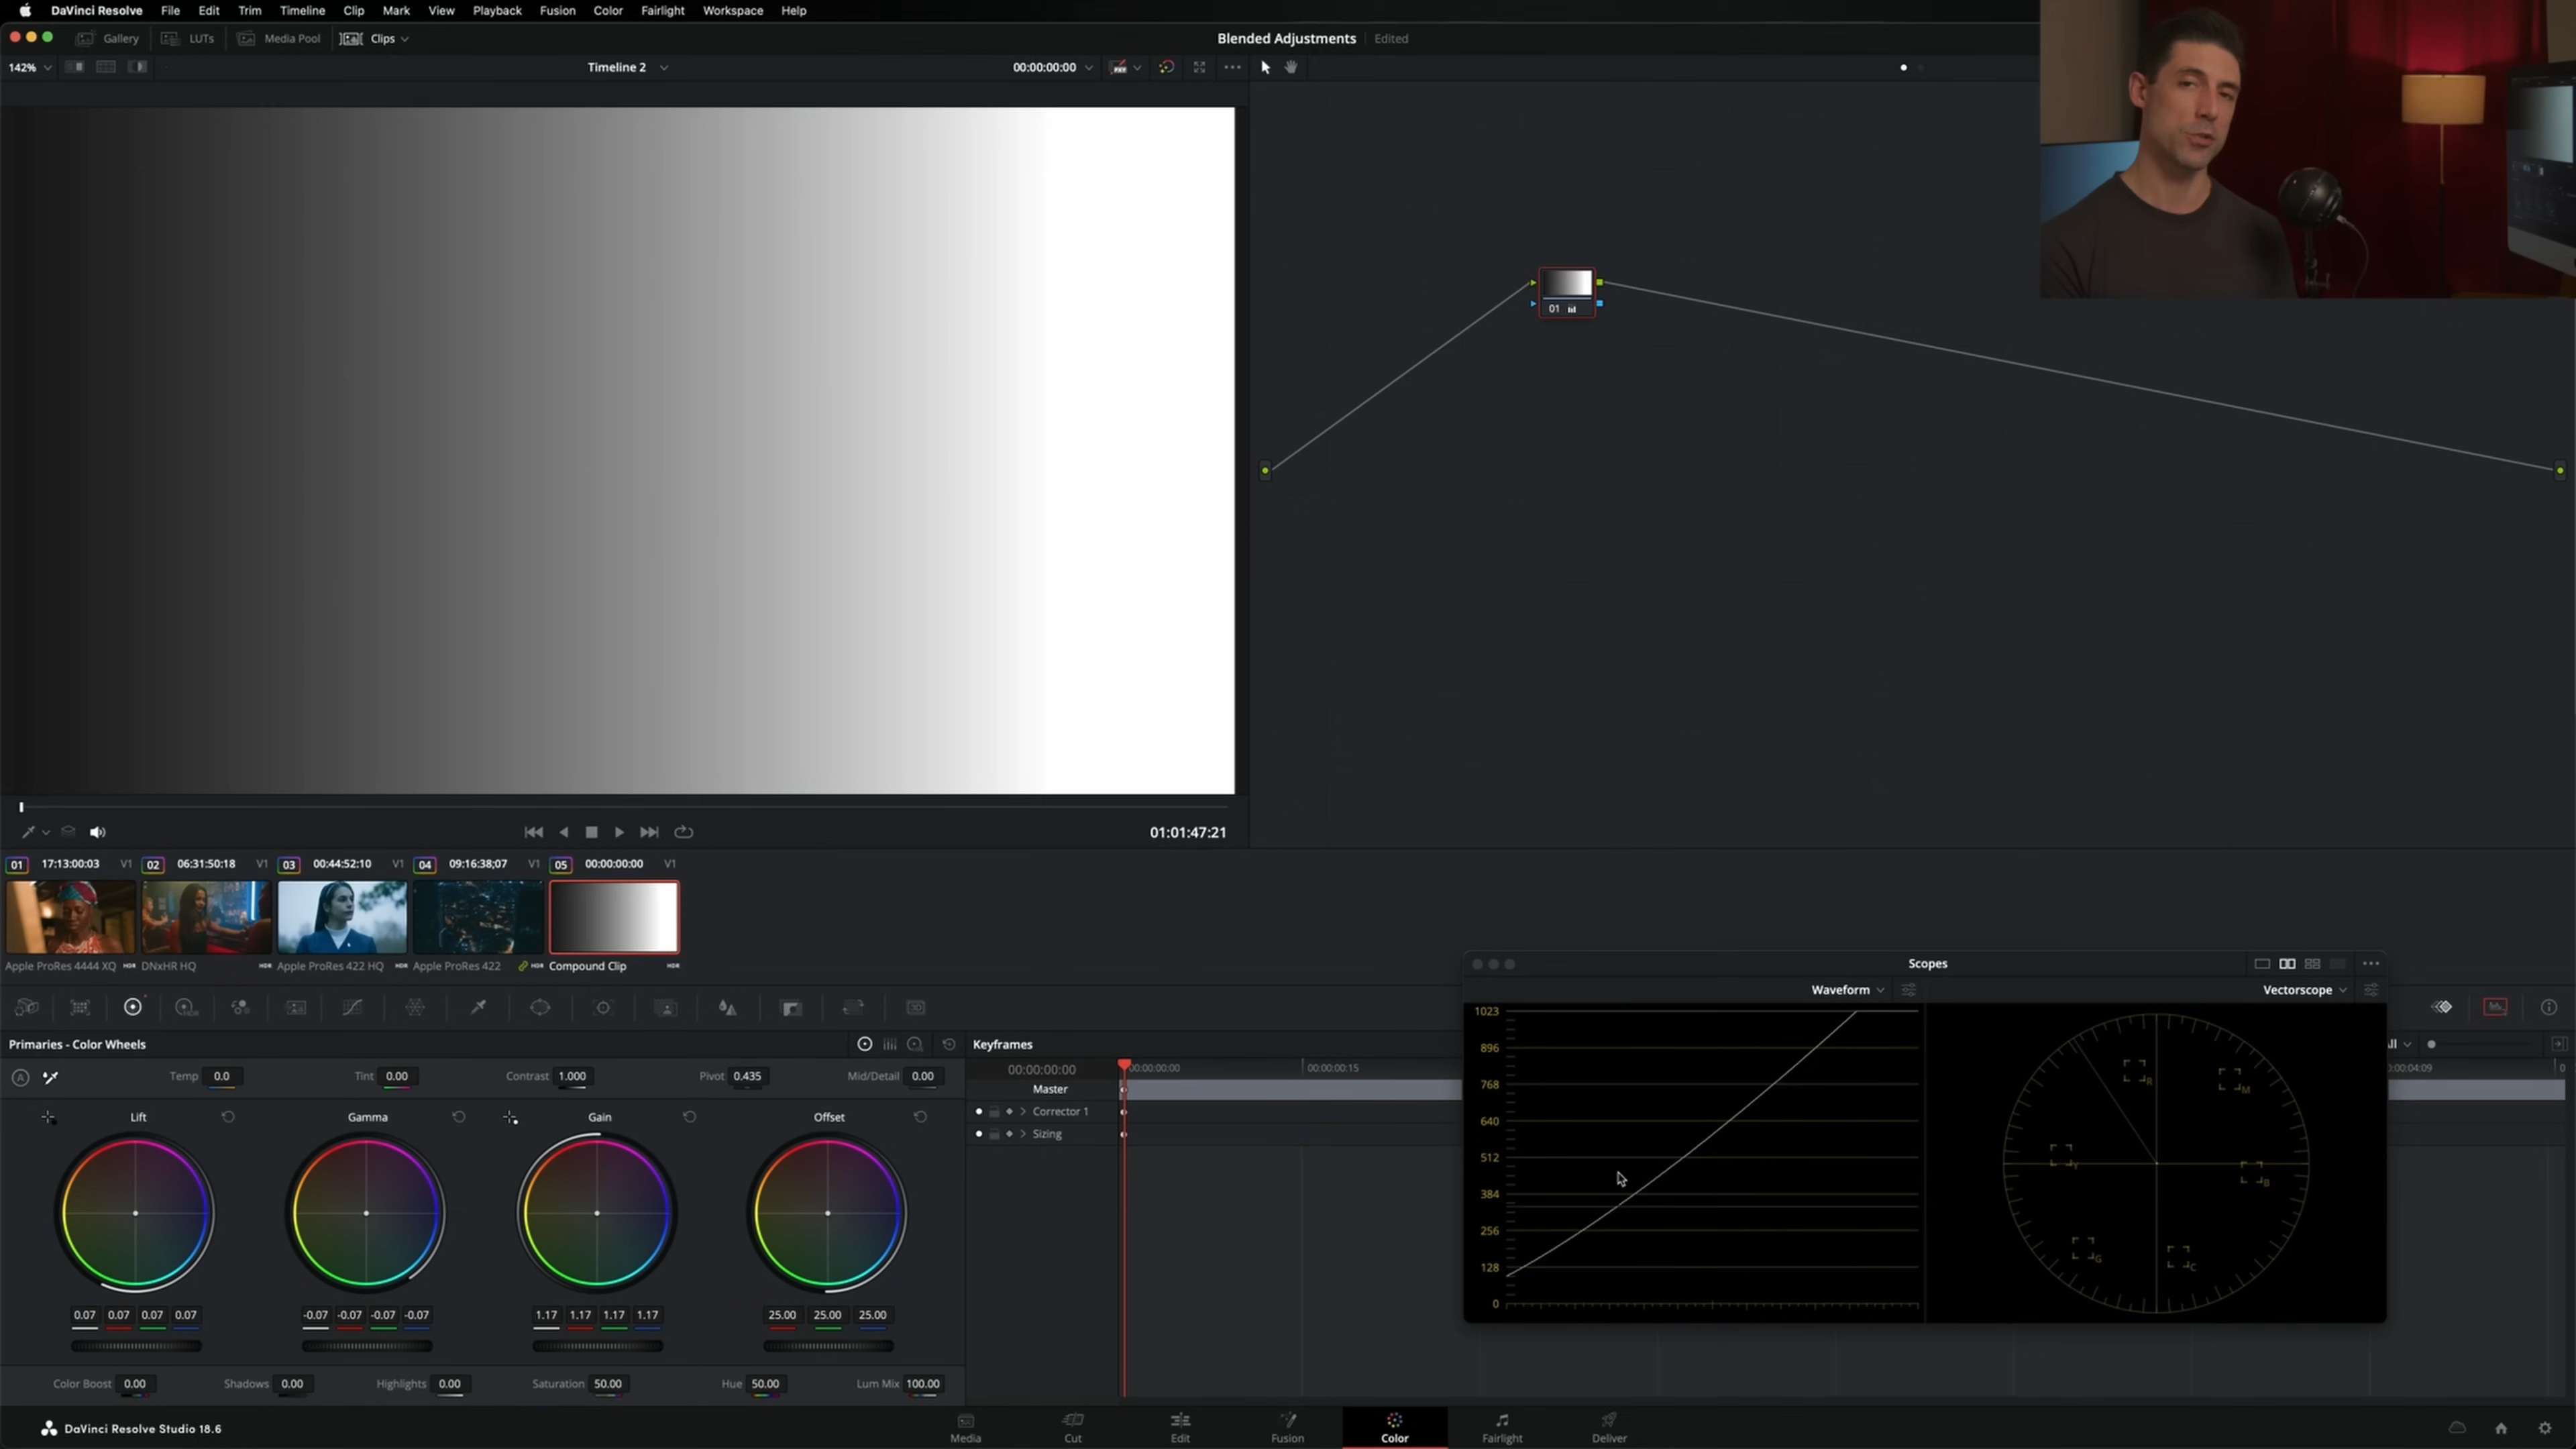 DaVinci Resolve File Edit Trim Timeline Clip Mark View Playback Fusion Color Fairlight Workspace Help
Gallery LUTs Media Pool Clips Blended Adjustments Edited
142% Timeline 2 00:00:00:00
01
01:01:47:21
01 17:13:00:03 V1 02 06:31:50:18 V1 03 00:44:52:10 V1 04 09:16:38;07 V1 05 00:00:00:00 V1
Apple ProRes 4444 XQ HDR DNxHR HQ HDR Apple ProRes 422 HQ HDR Apple ProRes 422 HDR Compound Clip HDR
Scopes
Waveform Vectorscope
1023
896
768
640
512
384
256
128
0
R
M
Y
B
G
C
Primaries - Color Wheels
Temp 0.0 Tint 0.00 Contrast 1.000 Pivot 0.435 Mid/Detail 0.00
Lift Gamma Gain Offset
0.07 0.07 0.07 0.07 -0.07 -0.07 -0.07 -0.07 1.17 1.17 1.17 1.17 25.00 25.00 25.00
Color Boost 0.00 Shadows 0.00 Highlights 0.00 Saturation 50.00 Hue 50.00 Lum Mix 100.00
Keyframes
00:00:00:00 00:00:00:00 00:00:00:15
Master
Corrector 1
Sizing
DaVinci Resolve Studio 18.6
Media Cut Edit Fusion Color Fairlight Deliver